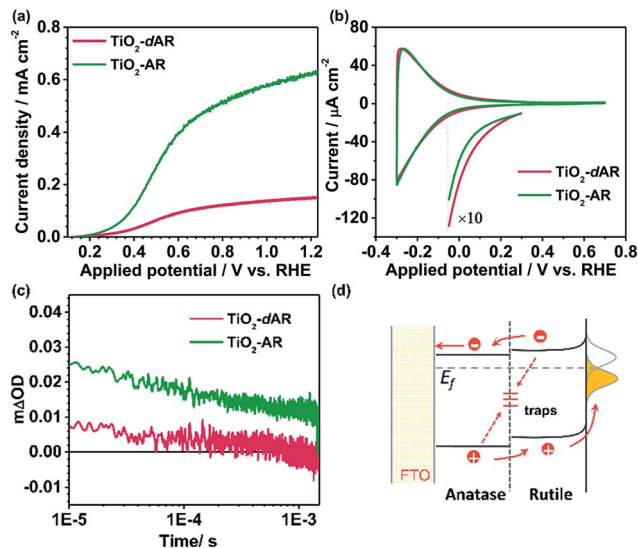 (a)
TiO2-dAR
TiO2-AR
Current density / mA cm-2
0.8
0.6
0.4
0.2
0.0
0.2 0.4 0.6 0.8 1.0 1.2
Applied potential / V vs. RHE
(b)
Current / µA cm-2
80
40
0
-40
-80
-120
×10
TiO2-dAR
TiO2-AR
-0.4 -0.2 0.0 0.2 0.4 0.6 0.8
Applied potential / V vs. RHE
(c)
TiO2-dAR
TiO2-AR
mΔOD
0.04
0.03
0.02
0.01
0.00
-0.01
1E-5 1E-4 1E-3
Time/ s
(d)
Ef
traps
FTO
Anatase Rutile